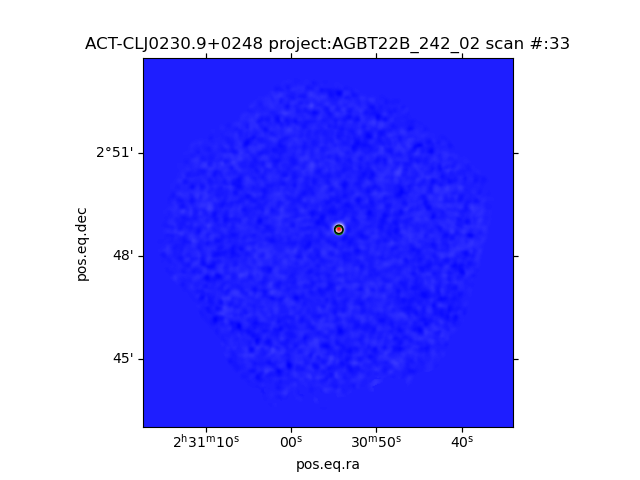 ACT-CLJ0230.9+0248 project:AGBT22B_242_02 scan #:33
2°51'
48'
45'
pos.eq.dec
2ʰ31ᵐ10ˢ 00ˢ 30ᵐ50ˢ 40ˢ
pos.eq.ra